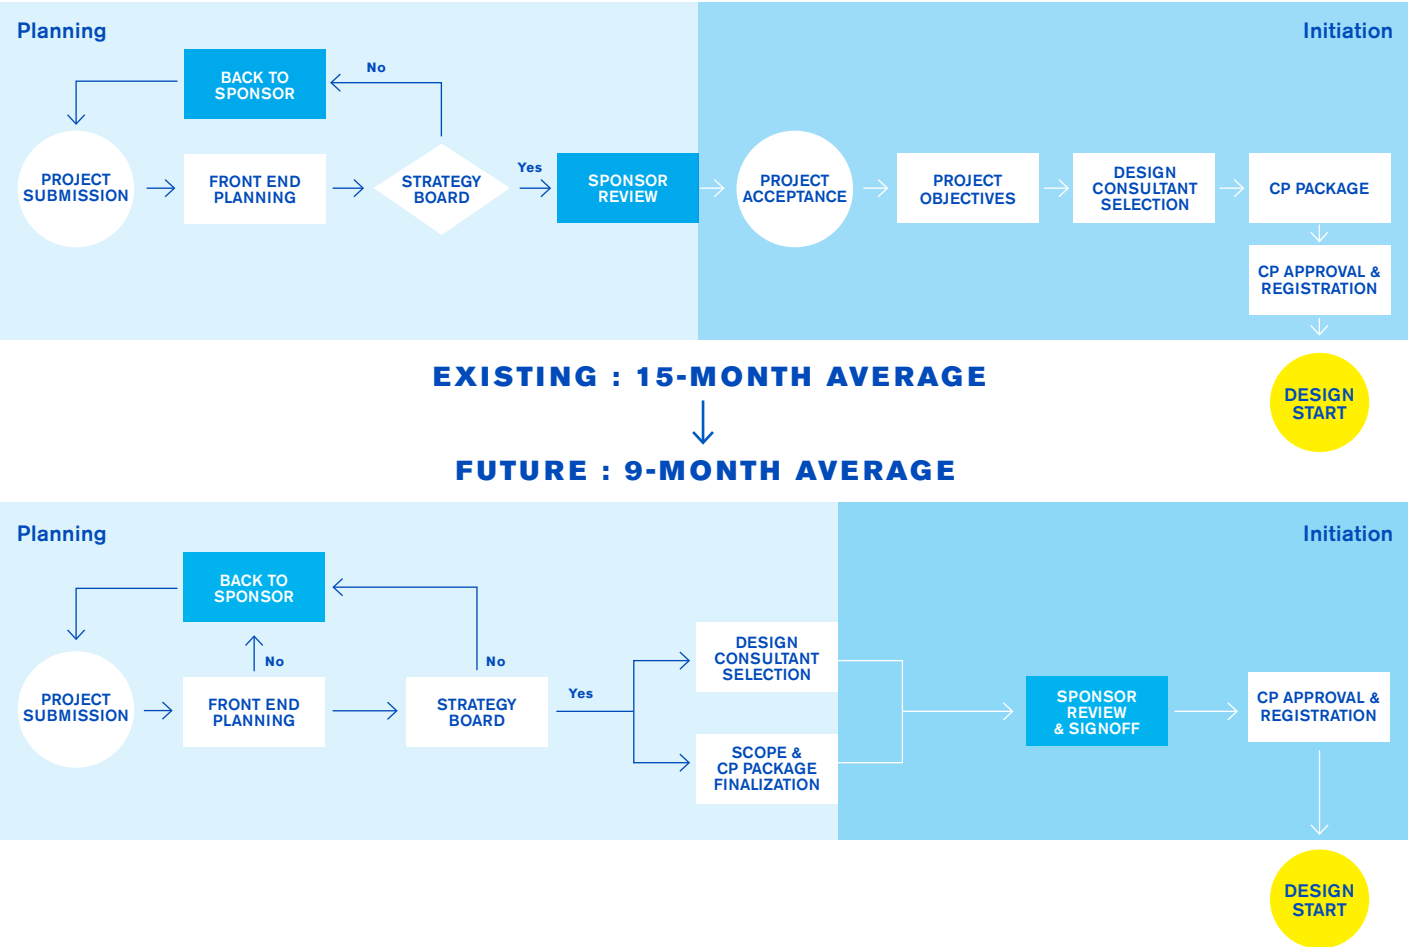 Planning
Initiation
No
BACK TO
SPONSOR
PROJECT
SUBMISSION
FRONT END
PLANNING
STRATEGY
BOARD
Yes
SPONSOR
REVIEW
PROJECT
ACCEPTANCE
PROJECT
OBJECTIVES
DESIGN
CONSULTANT
SELECTION
CP PACKAGE
CP APPROVAL &
REGISTRATION
DESIGN
START
EXISTING : 15-MONTH AVERAGE
FUTURE : 9-MONTH AVERAGE
Planning
Initiation
BACK TO
SPONSOR
No
No
PROJECT
SUBMISSION
FRONT END
PLANNING
STRATEGY
BOARD
Yes
DESIGN
CONSULTANT
SELECTION
SCOPE &
CP PACKAGE
FINALIZATION
SPONSOR
REVIEW
& SIGNOFF
CP APPROVAL &
REGISTRATION
DESIGN
START